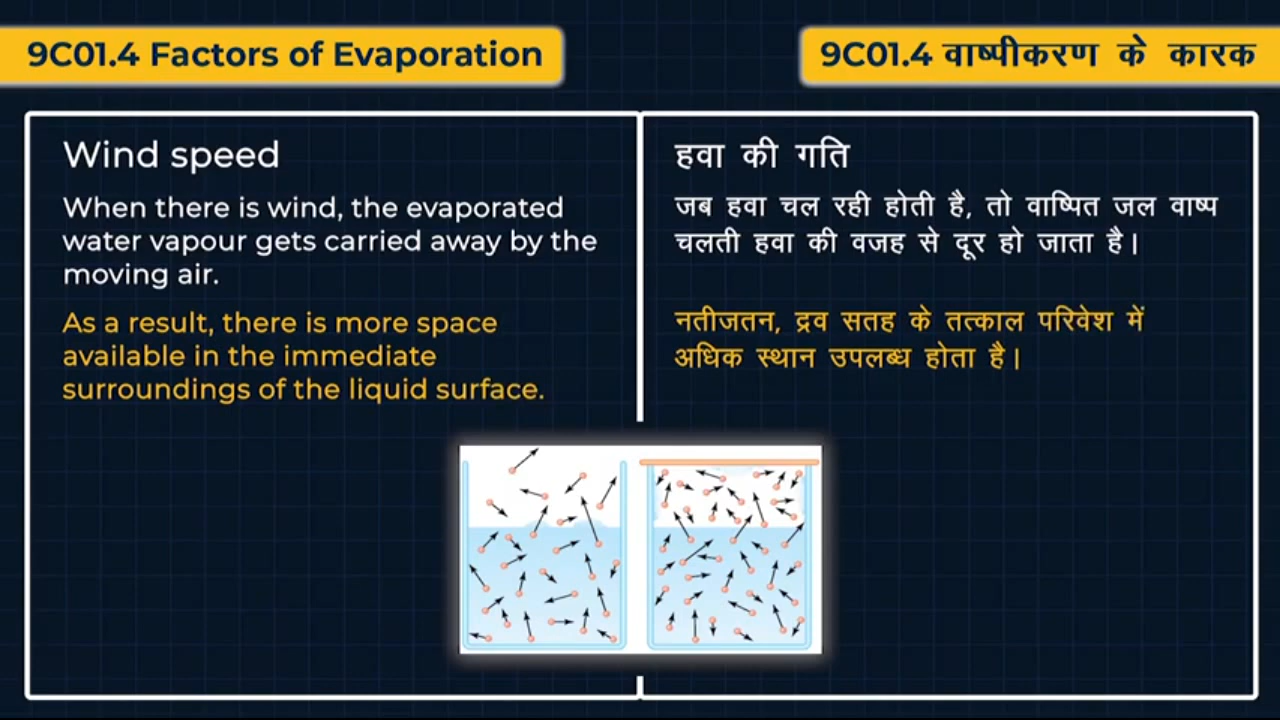 9C01.4 Factors of Evaporation
9C01.4 वाष्पीकरण के कारक
Wind speed
When there is wind, the evaporated
water vapour gets carried away by the
moving air.
As a result, there is more space
available in the immediate
surroundings of the liquid surface.
हवा की गति
जब हवा चल रही होती है, तो वाष्पित जल वाष्प
चलती हवा की वजह से दूर हो जाता है।
नतीजतन, द्रव सतह के तत्काल परिवेश में
अधिक स्थान उपलब्ध होता है।